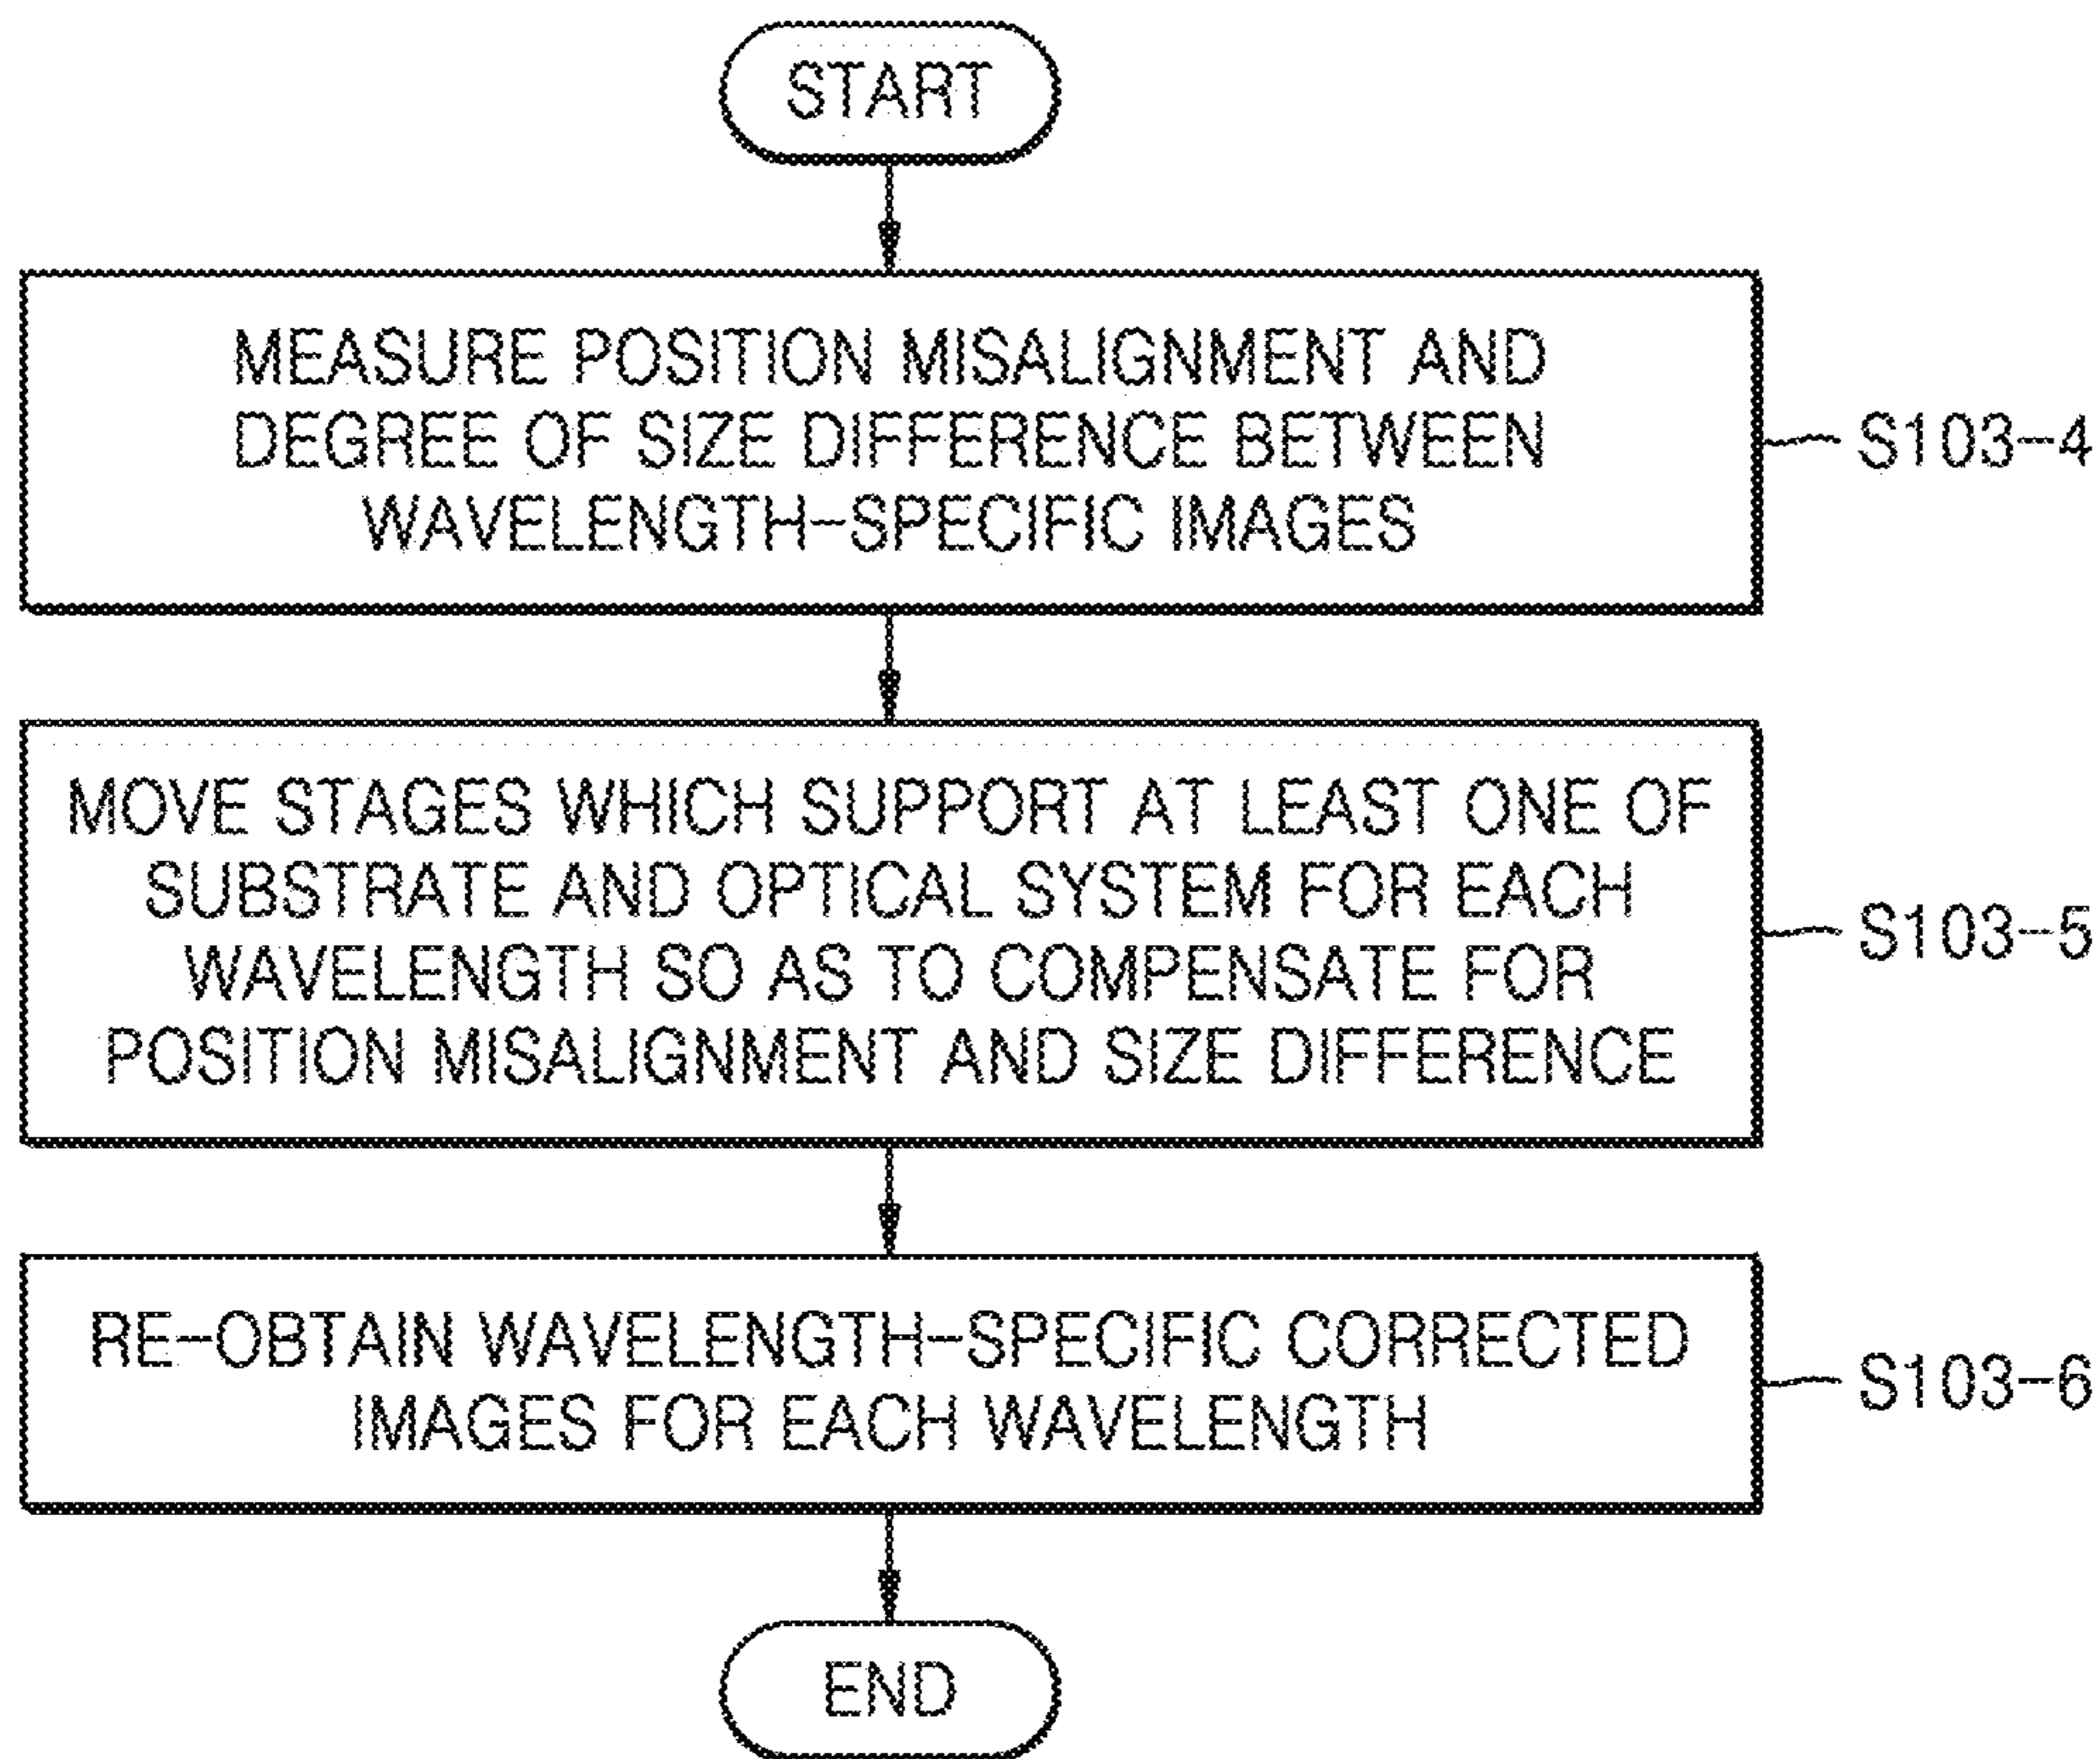 START
MEASURE POSITION MISALIGNMENT AND
DEGREE OF SIZE DIFFERENCE BETWEEN
WAVELENGTH-SPECIFIC IMAGES
S103-4
MOVE STAGES WHICH SUPPORT AT LEAST ONE OF
SUBSTRATE AND OPTICAL SYSTEM FOR EACH
WAVELENGTH SO AS TO COMPENSATE FOR
POSITION MISALIGNMENT AND SIZE DIFFERENCE
S103-5
RE-OBTAIN WAVELENGTH-SPECIFIC CORRECTED
IMAGES FOR EACH WAVELENGTH
S103-6
END